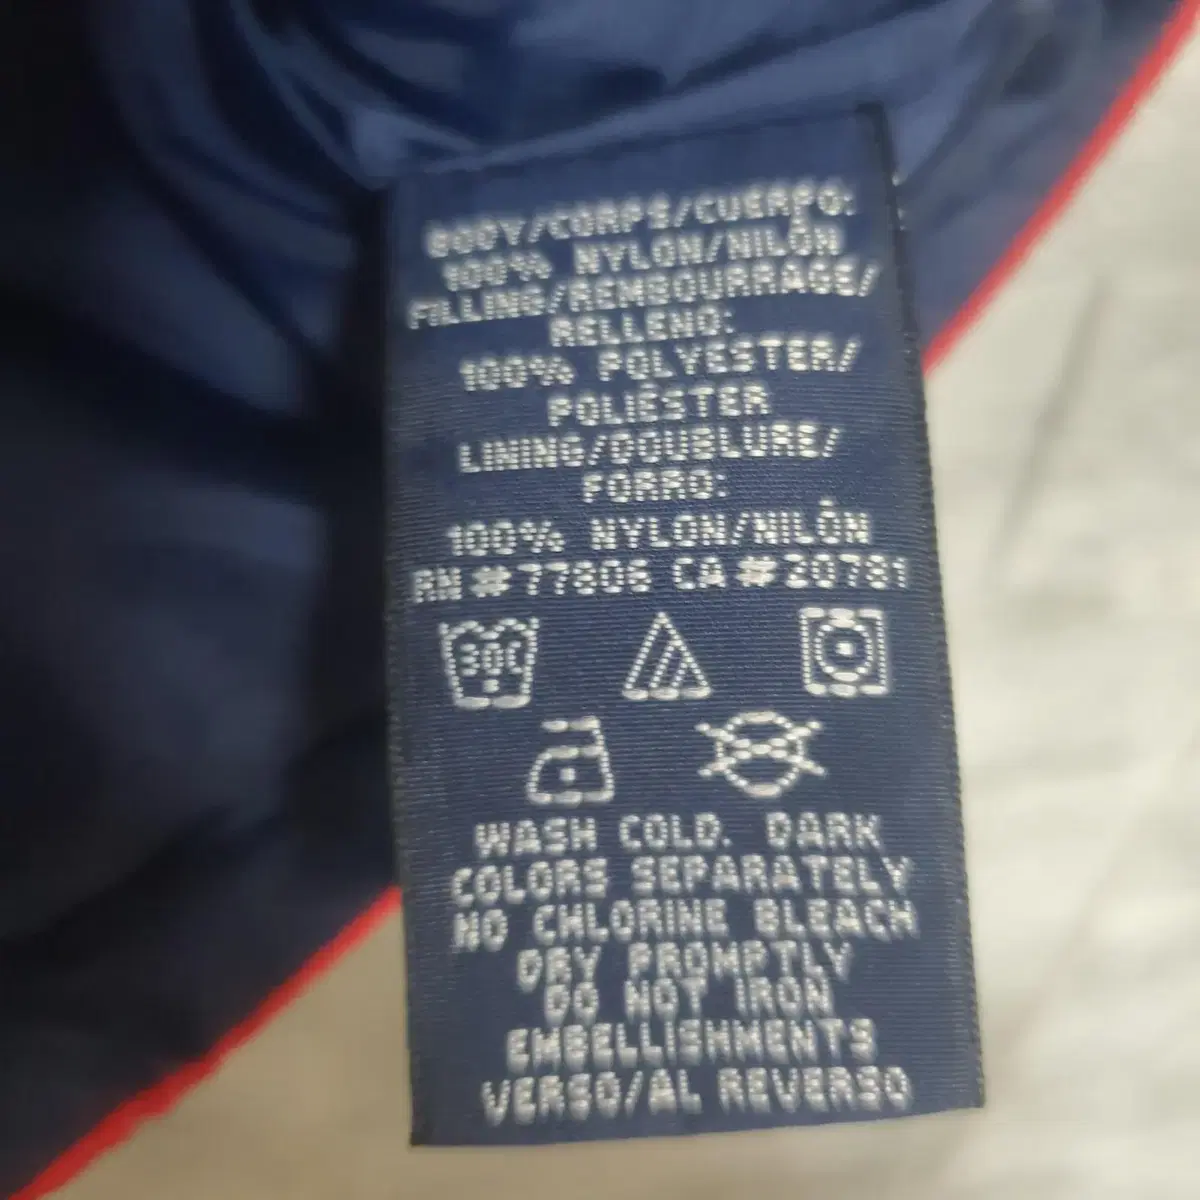 BODY/CORPS/CUERPO:
100% NYLON/NILÓN
FILLING/REMBOURRAGE/
RELLENO:
100% POLYESTER/
POLIÉSTER
LINING/DOUBLURE/
FORRO:
100% NYLON/NILÓN
RN#77806 CA#20781
30C
WASH COLD. DARK
COLORS SEPARATELY
NO CHLORINE BLEACH
DRY PROMPTLY
DO NOT IRON
EMBELLISHMENTS
VERSO/AL REVERSO